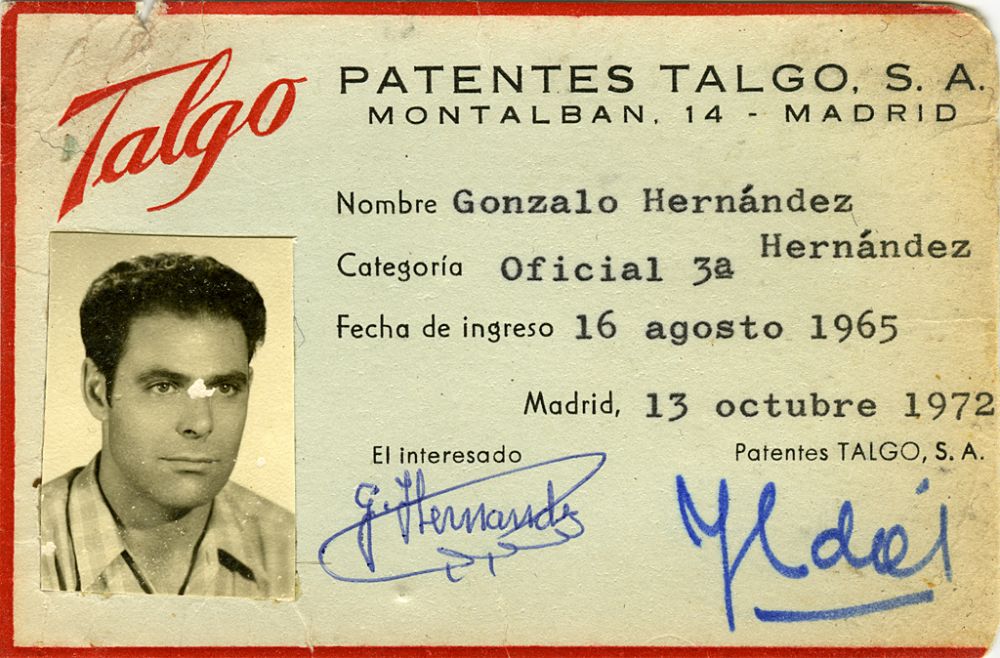 Talgo
PATENTES TALGO, S. A.
MONTALBAN, 14 - MADRID
Nombre Gonzalo Hernández
Hernández
Categoría Oficial 3ª
Fecha de ingreso 16 agosto 1965
Madrid, 13 octubre 1972
El interesado
Patentes TALGO, S. A.
G. Hernández